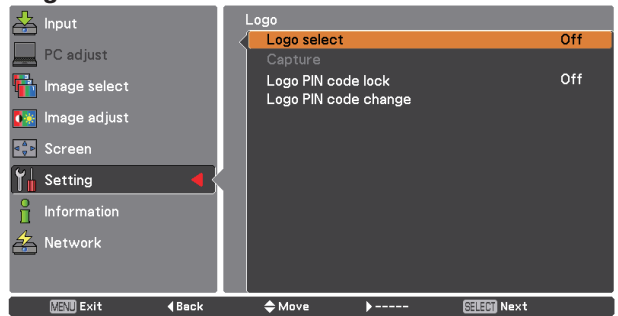 Input
PC adjust
Image select
Image adjust
Screen
Setting
Information
Network
Logo
Logo select Off
Capture
Logo PIN code lock Off
Logo PIN code change
MENU Exit Back Move ----- SELECT Next